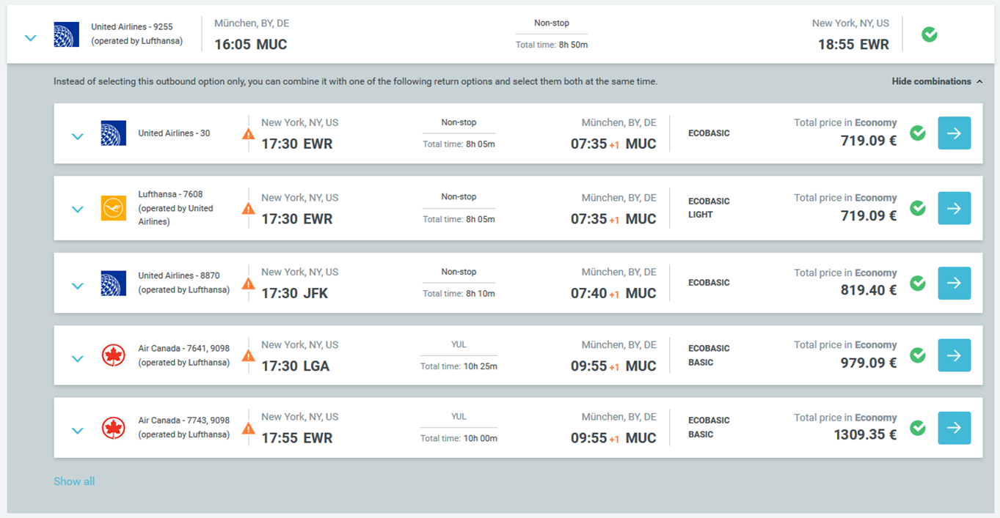 United Airlines - 9255
(operated by Lufthansa)
München, BY, DE
16:05 MUC
Non-stop
Total time: 8h 50m
New York, NY, US
18:55 EWR
Instead of selecting this outbound option only, you can combine it with one of the following return options and select them both at the same time.
Hide combinations
United Airlines - 30
New York, NY, US
17:30 EWR
Non-stop
Total time: 8h 05m
München, BY, DE
07:35 +1 MUC
ECOBASIC
Total price in Economy
719.09 €
Lufthansa - 7608
(operated by United
Airlines)
New York, NY, US
17:30 EWR
Non-stop
Total time: 8h 05m
München, BY, DE
07:35 +1 MUC
ECOBASIC
LIGHT
Total price in Economy
719.09 €
United Airlines - 8870
(operated by Lufthansa)
New York, NY, US
17:30 JFK
Non-stop
Total time: 8h 10m
München, BY, DE
07:40 +1 MUC
ECOBASIC
Total price in Economy
819.40 €
Air Canada - 7641, 9098
(operated by Lufthansa)
New York, NY, US
17:30 LGA
YUL
Total time: 10h 25m
München, BY, DE
09:55 +1 MUC
ECOBASIC
BASIC
Total price in Economy
979.09 €
Air Canada - 7743, 9098
(operated by Lufthansa)
New York, NY, US
17:55 EWR
YUL
Total time: 10h 00m
München, BY, DE
09:55 +1 MUC
ECOBASIC
BASIC
Total price in Economy
1309.35 €
Show all